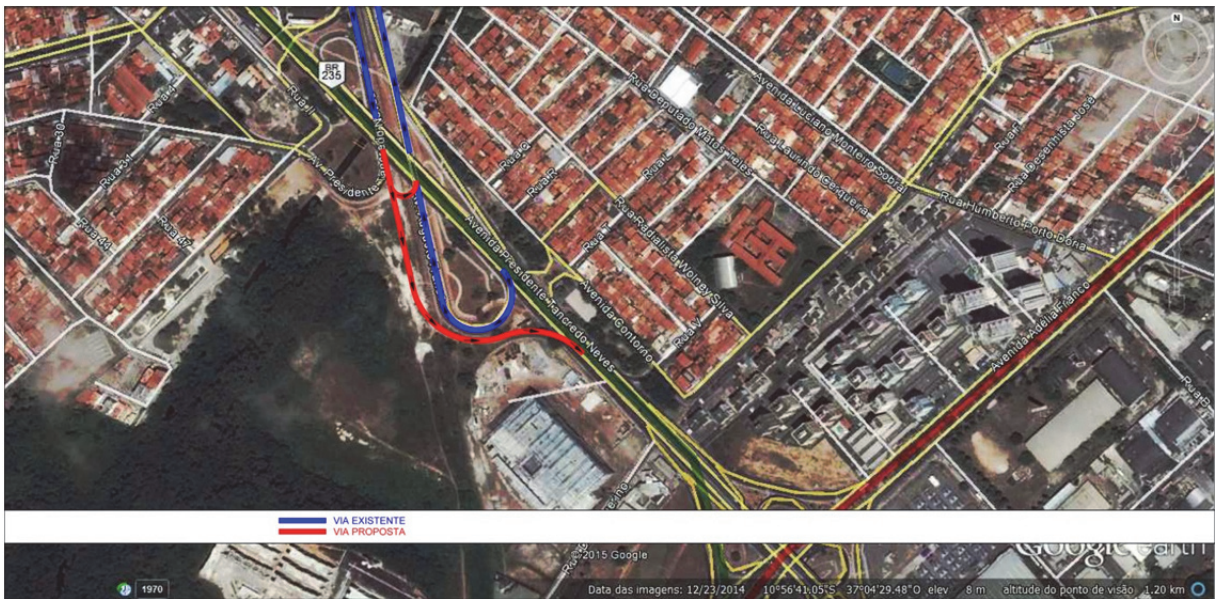 N
BR
235
Rua 30
Rua 4
Rua 31
Rua 44
Rua 47
Av. Presidente
Avenida Presidente Tancredo Neves
Avenida Contorno
Rua V
Rua Radialista Wolney Silva
Rua Deputado Matos Teles
Rua Laurindo Cerqueira
Avenida Luciano Monteiro Sobral
Rua Desenhista José
Rua Humberto Porto Dória
Avenida Adélia Franco
VIA EXISTENTE
VIA PROPOSTA
©2015 Google
Google earth
1970
Data das imagens: 12/23/2014 10°56'41.05"S 37°04'29.48"O elev 8 m altitude do ponto de visão 1.20 km